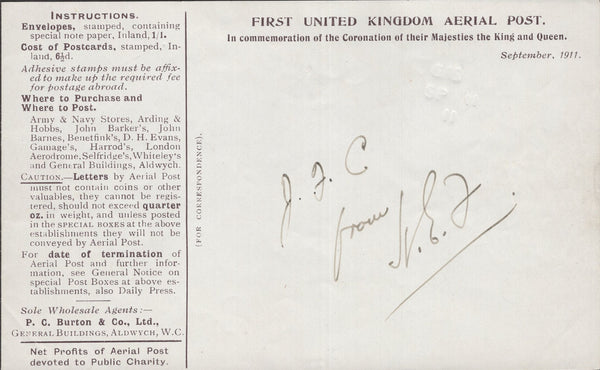 INSTRUCTIONS.
Envelopes, stamped, containing
special note paper, Inland, 1/1.
Cost of Postcards, stamped, In-
land, 6½d.
Adhesive stamps must be affix-
ed to make up the required fee
for postage abroad.
Where to Purchase and
Where to Post.
Army & Navy Stores, Arding &
Hobbs, John Barker's, John
Barnes, Benetfink's, D. H. Evans,
Gamage's, Harrod's, London
Aerodrome, Selfridge's, Whiteley's
and General Buildings, Aldwych.
CAUTION.—Letters by Aerial Post
must not contain coins or other
valuables, they cannot be regis-
tered, should not exceed quarter
oz. in weight, and unless posted
in the SPECIAL BOXES at the above
establishments they will not be
conveyed by Aerial Post.
For date of termination of
Aerial Post and further infor-
mation, see General Notice on
special Post Boxes at above es-
tablishments, also Daily Press.
Sole Wholesale Agents:—
P. C. Burton & Co., Ltd.,
GENERAL BUILDINGS, ALDWYCH, W.C.
Net Profits of Aerial Post
devoted to Public Charity.
(FOR CORRESPONDENCE).
FIRST UNITED KINGDOM AERIAL POST.
In commemoration of the Coronation of their Majesties the King and Queen.
September, 1911.
J. F. C
from
N. E. F.